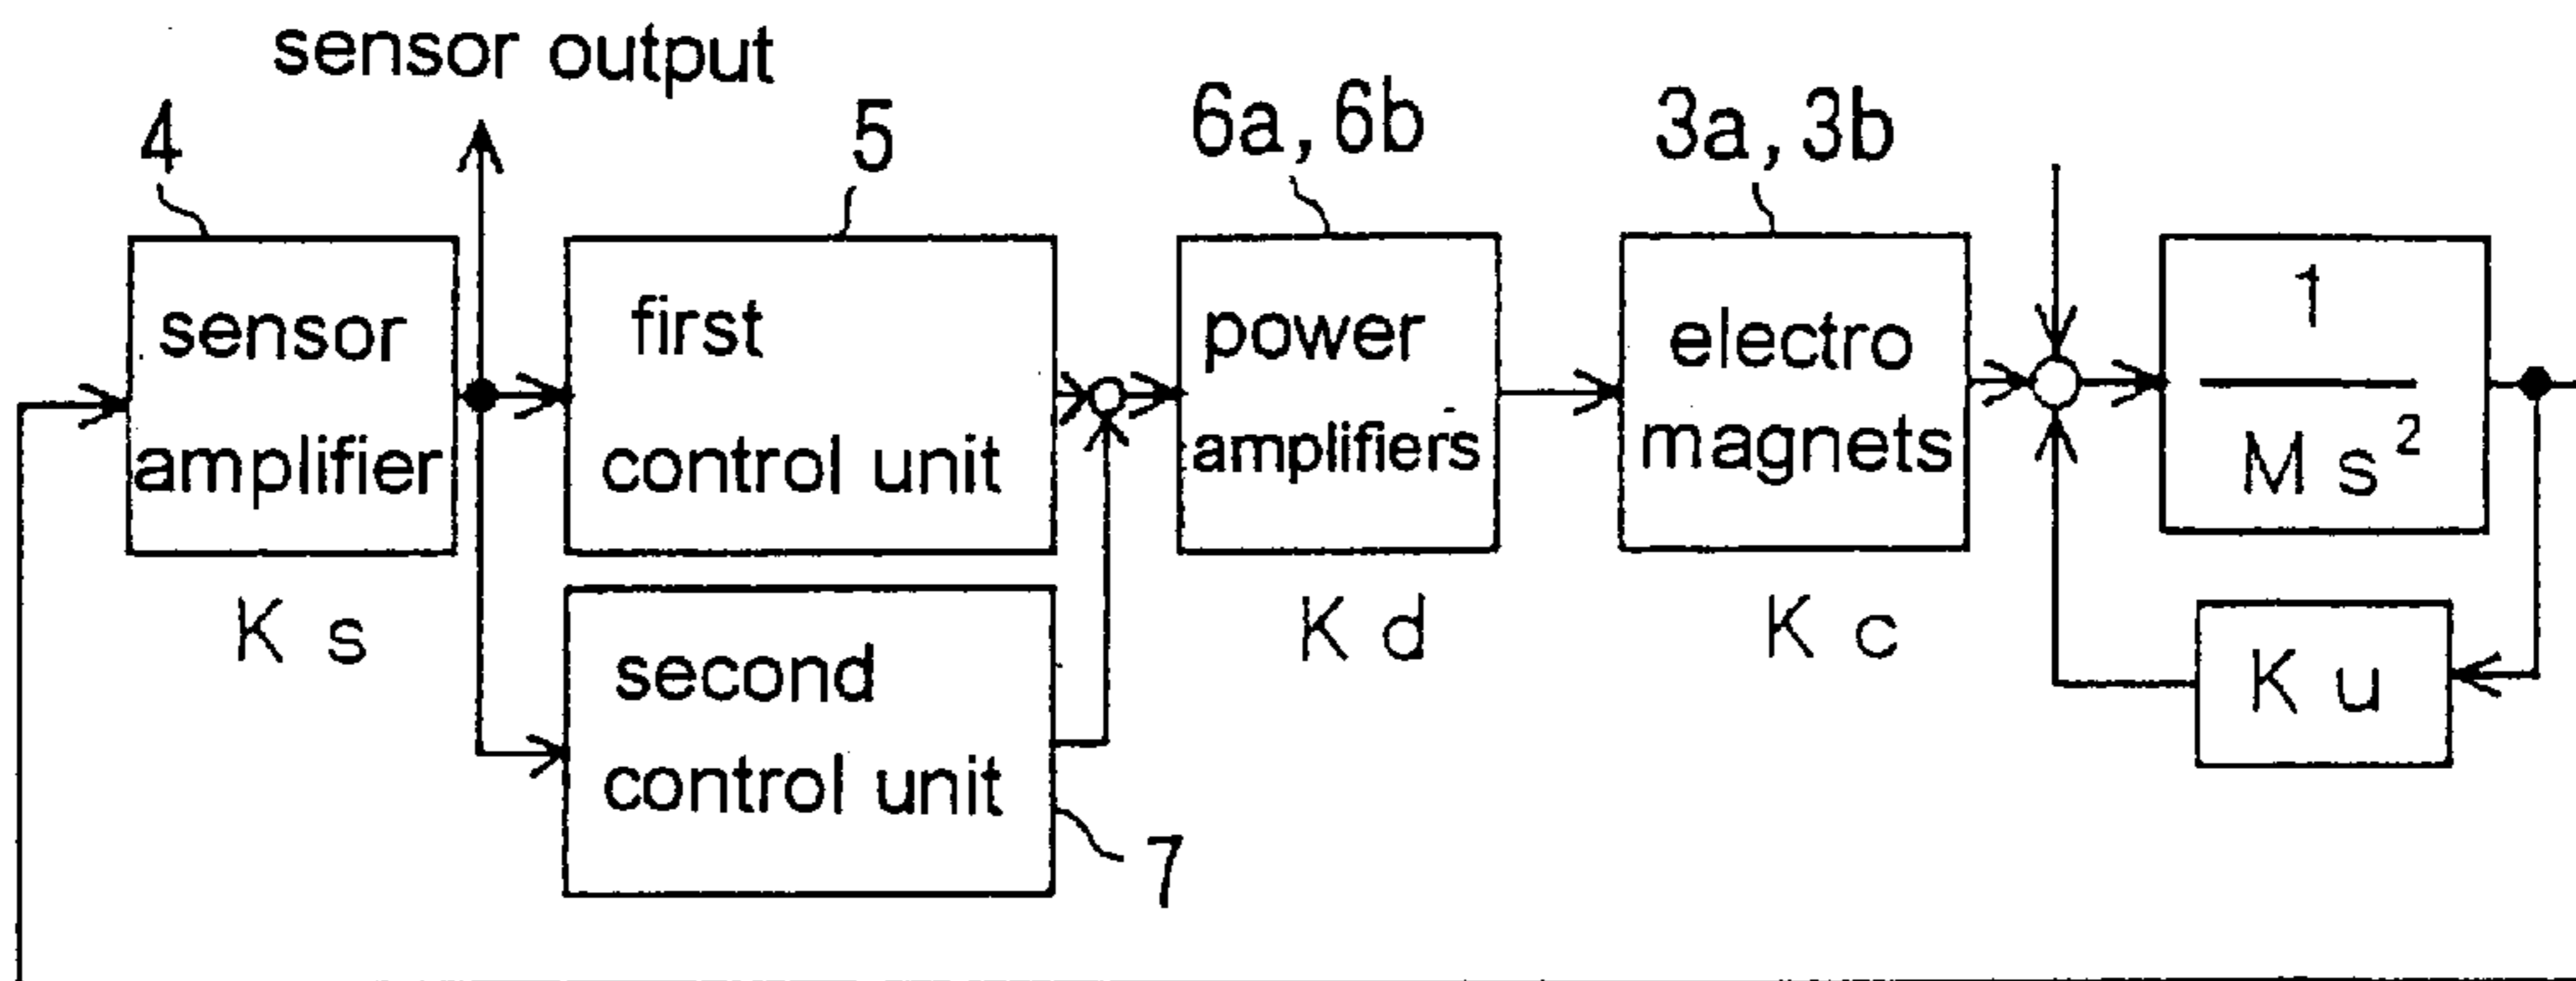 sensor output
4
5
6a, 6b
3a, 3b
sensor
amplifier
first
control unit
power
amplifiers
electro
magnets
1
M s²
K s
second
control unit
K d
K c
K u
7